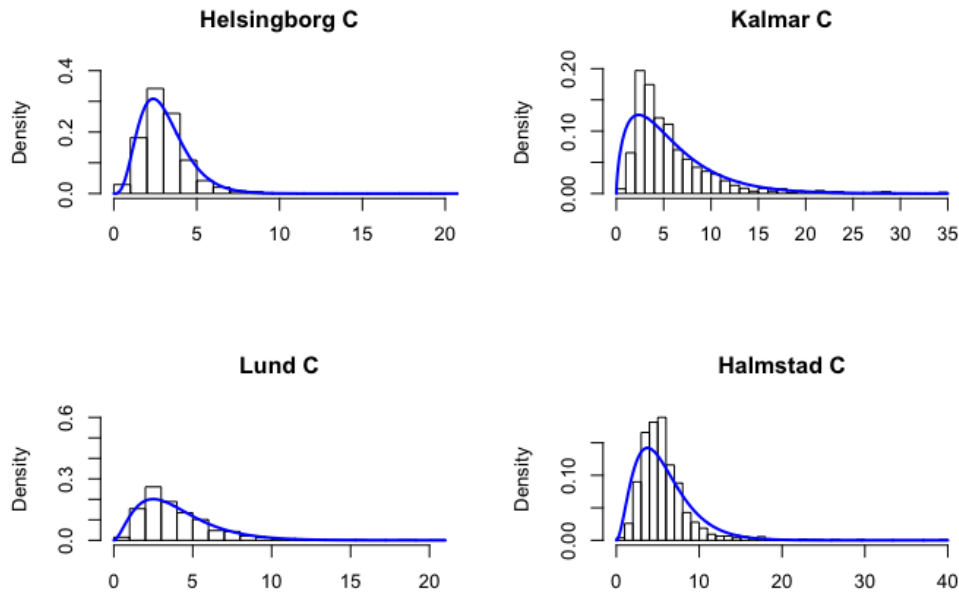 Helsingborg C
Density
0.0 0.2 0.4
0 5 10 15 20
Kalmar C
Density
0.00 0.10 0.20
0 5 10 15 20 25 30 35
Lund C
Density
0.0 0.3 0.6
0 5 10 15 20
Halmstad C
Density
0.00 0.10
0 10 20 30 40